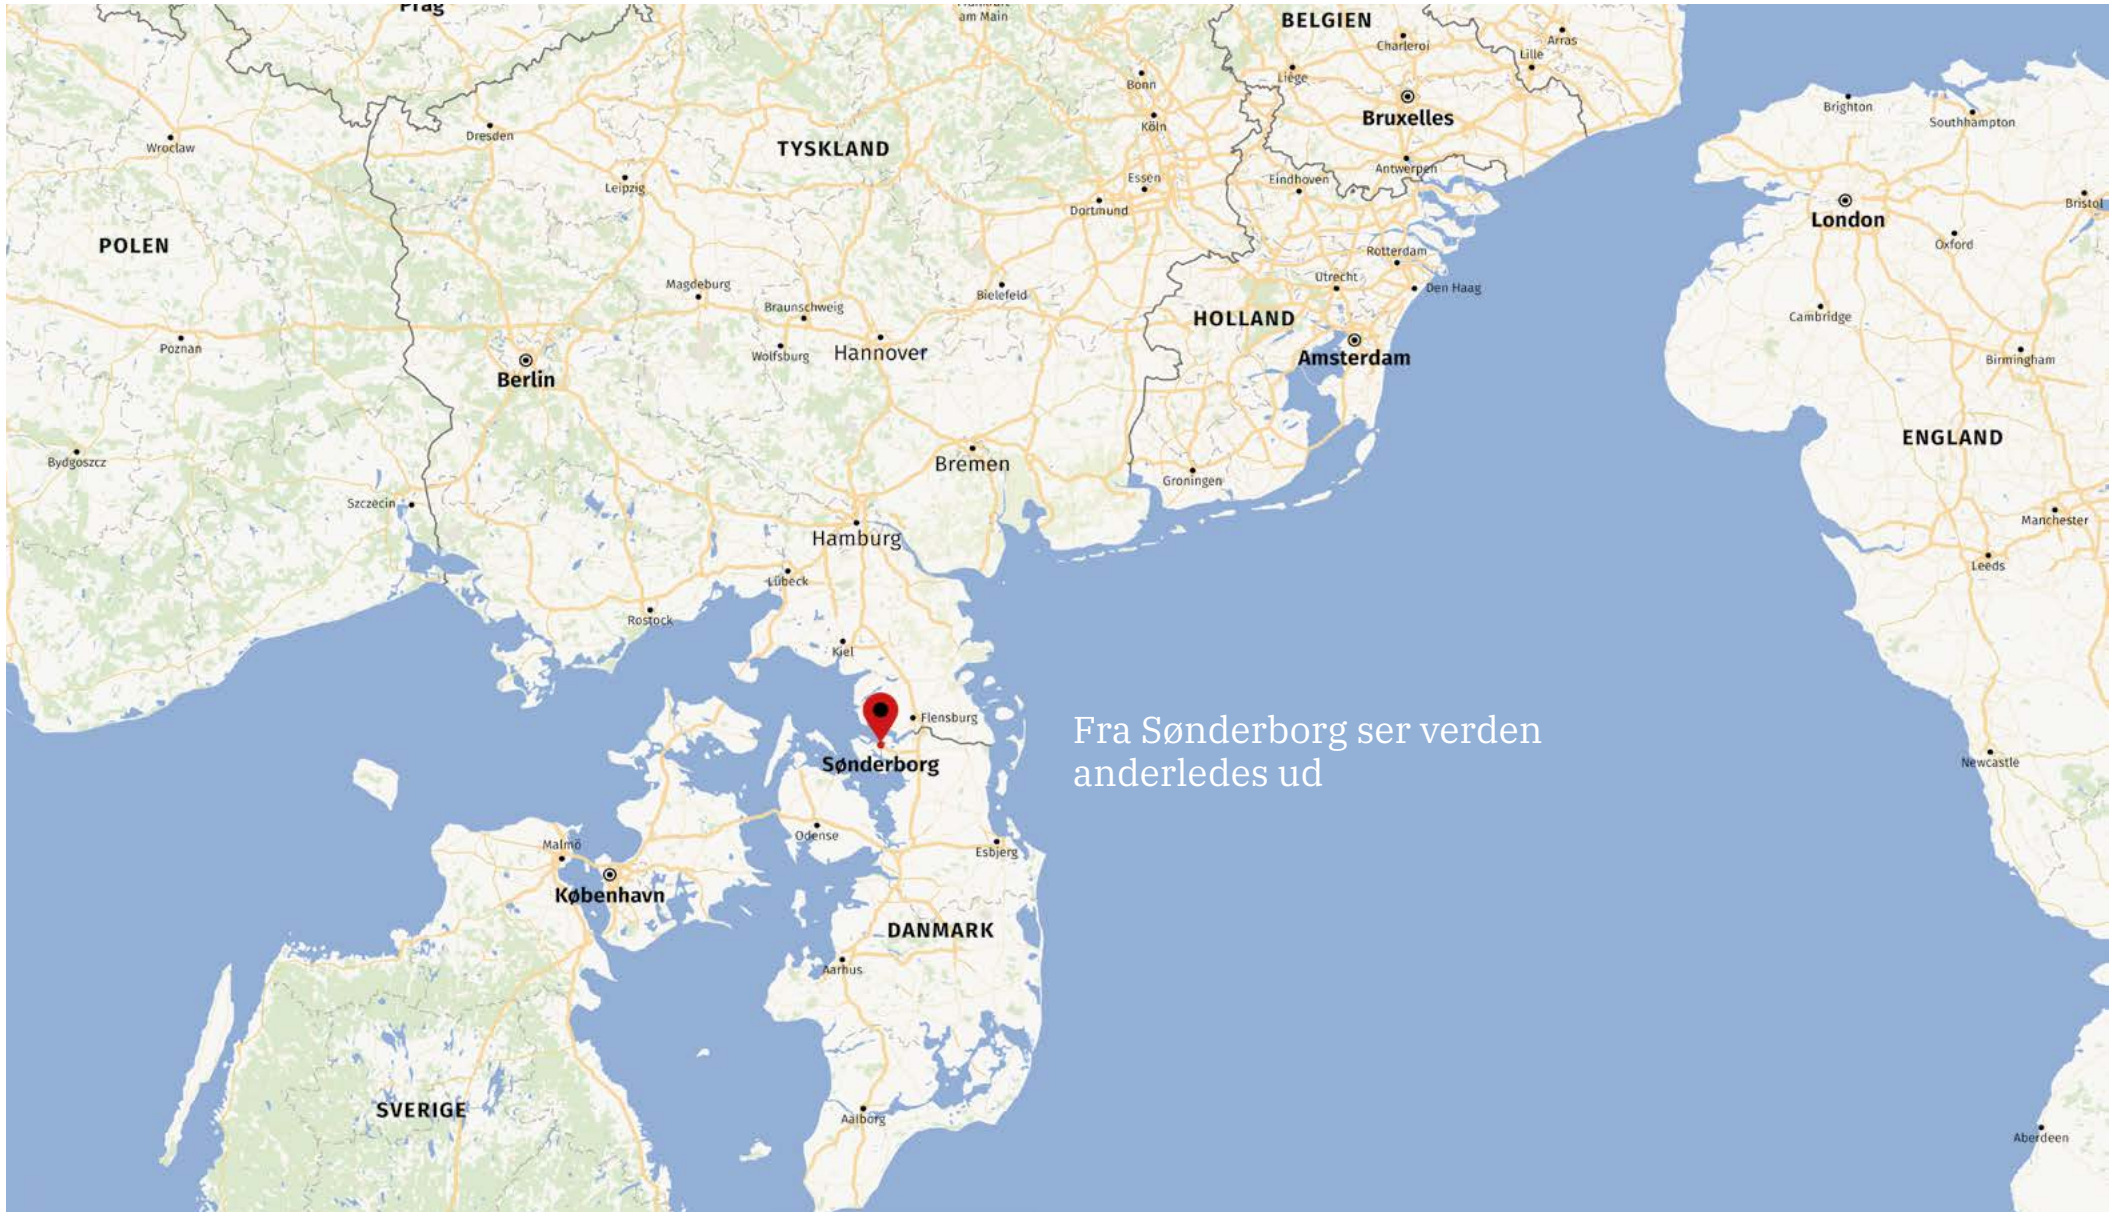 Prag
am Main
BELGIEN
Charleroi
Arras
Lille
Liège
Bonn
Bruxelles
Brighton
Southhampton
Wroclaw
Dresden
TYSKLAND
Köln
Antwerpen
Essen
Eindhoven
Leipzig
Dortmund
London
Bristol
POLEN
Oxford
Rotterdam
Utrecht
Den Haag
Magdeburg
Bielefeld
Braunschweig
HOLLAND
Cambridge
Poznan
Wolfsburg
Hannover
Amsterdam
Birmingham
Berlin
ENGLAND
Bydgoszcz
Bremen
Groningen
Szczecin
Manchester
Hamburg
Leeds
Lübeck
Rostock
Kiel
Flensburg
Fra Sønderborg ser verden
anderledes ud
Sønderborg
Newcastle
Odense
Malmö
Esbjerg
København
DANMARK
Aarhus
SVERIGE
Aalborg
Aberdeen